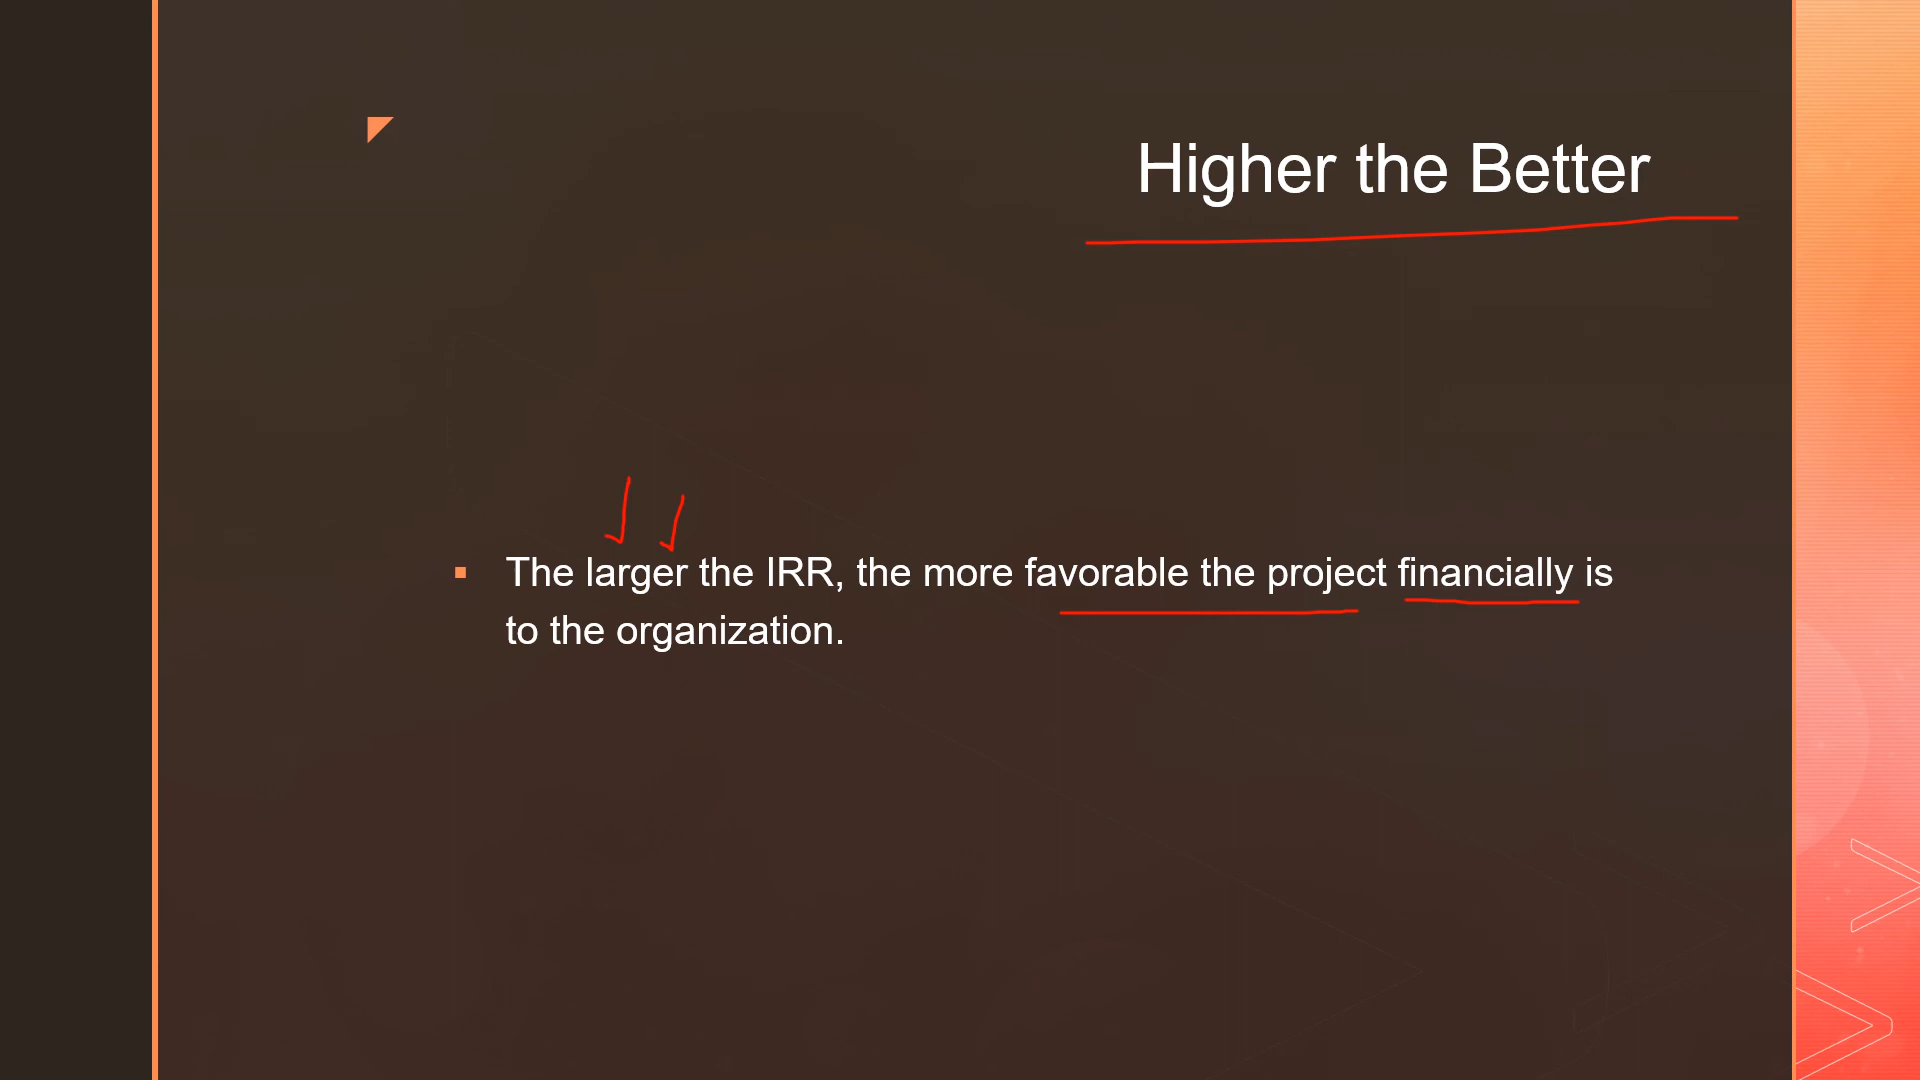 Higher the Better
The larger the IRR, the more favorable the project financially is
to the organization.